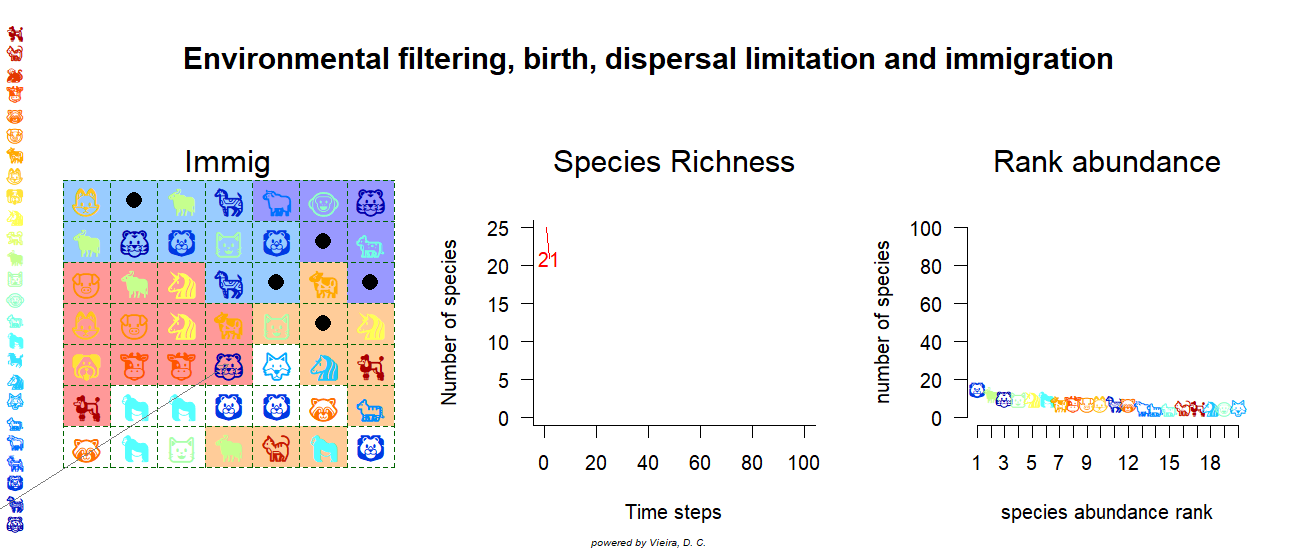 Environmental filtering, birth, dispersal limitation and immigration
Immig
Species Richness
Number of species
25
20
15
10
5
0
21
0 20 40 60 80 100
Time steps
Rank abundance
number of species
100
80
60
40
20
0
1 3 5 7 9 12 15 18
species abundance rank
powered by Vieira, D. C.